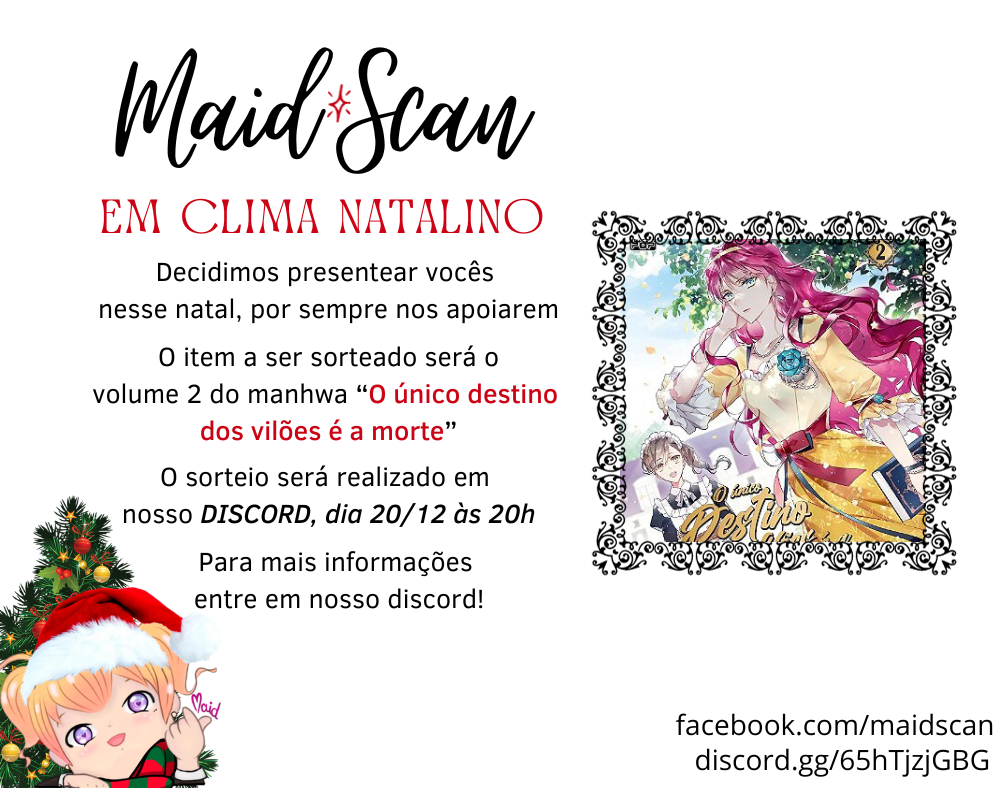 Maid Scan
EM CLIMA NATALINO
Decidimos presentear vocês
nesse natal, por sempre nos apoiarem
O item a ser sorteado será o
volume 2 do manhwa “O único destino
dos vilões é a morte”
O sorteio será realizado em
nosso DISCORD, dia 20/12 às 20h
Para mais informações
entre em nosso discord!
Maid
2
O único
Destino
facebook.com/maidscan
discord.gg/65hTjzjGBG